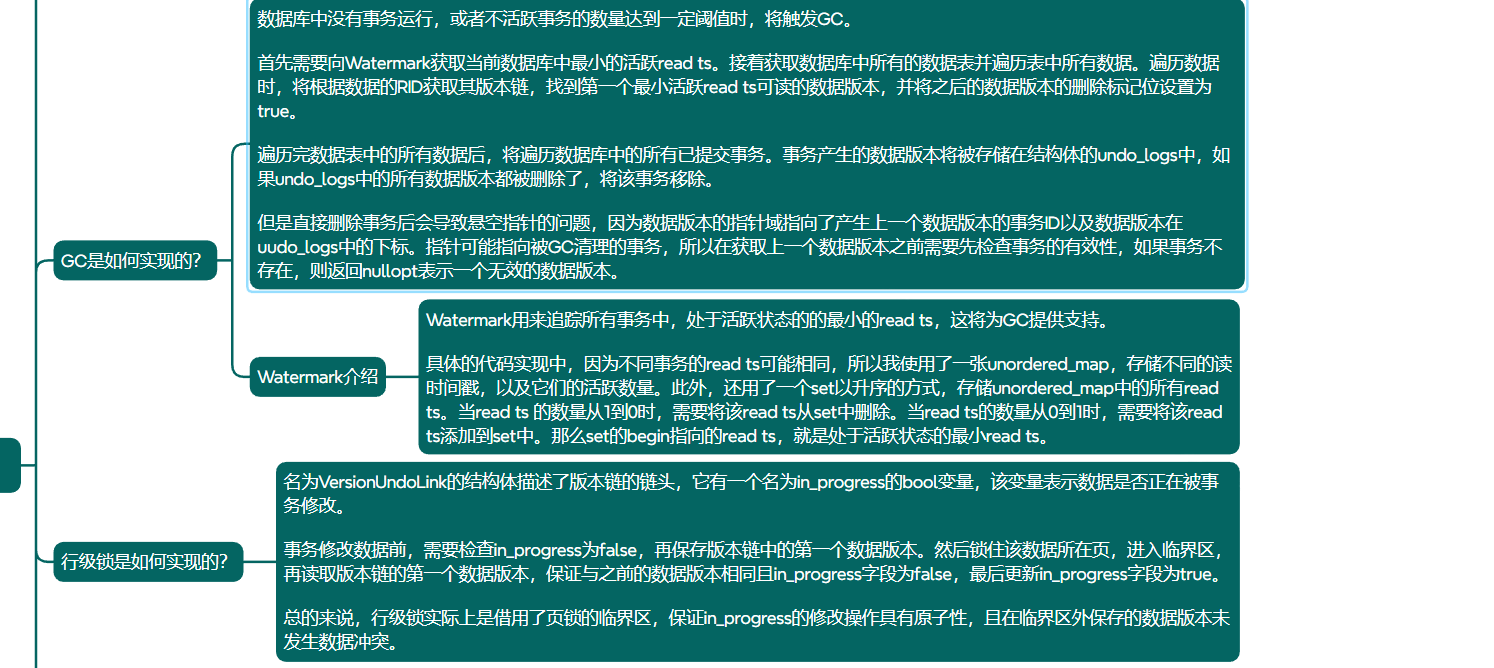 数据库中没有事务运行，或者不活跃事务的数量达到一定阈值时，将触发GC。
首先需要向Watermark获取当前数据库中最小的活跃read ts。接着获取数据库中所有的数据表并遍历表中所有数据。遍历数据
时，将根据数据的RID获取其版本链，找到第一个最小活跃read ts可读的数据版本，并将之后的数据版本的删除标记位设置为
true。
遍历完数据表中的所有数据后，将遍历数据库中的所有已提交事务。事务产生的数据版本将被存储在结构体的undo_logs中，如
果undo_logs中的所有数据版本都被删除了，将该事务移除。
但是直接删除事务后会导致悬空指针的问题，因为数据版本的指针域指向了产生上一个数据版本的事务ID以及数据版本在
uudo_logs中的下标。指针可能指向被GC清理的事务，所以在获取上一个数据版本之前需要先检查事务的有效性，如果事务不
存在，则返回nullopt表示一个无效的数据版本。
GC是如何实现的？
Watermark用来追踪所有事务中，处于活跃状态的的最小的read ts，这将为GC提供支持。
具体的代码实现中，因为不同事务的read ts可能相同，所以我使用了一张unordered_map，存储不同的读
时间戳，以及它们的活跃数量。此外，还用了一个set以升序的方式，存储unordered_map中的所有read
ts。当read ts 的数量从1到0时，需要将该read ts从set中删除。当read ts的数量从0到1时，需要将该read
ts添加到set中。那么set的begin指向的read ts，就是处于活跃状态的最小read ts。
Watermark介绍
名为VersionUndoLink的结构体描述了版本链的链头，它有一个名为in_progress的bool变量，该变量表示数据是否正在被事
务修改。
事务修改数据前，需要检查in_progress为false，再保存版本链中的第一个数据版本。然后锁住该数据所在页，进入临界区，
再读取版本链的第一个数据版本，保证与之前的数据版本相同且in_progress字段为false，最后更新in_progress字段为true。
总的来说，行级锁实际上是借用了页锁的临界区，保证in_progress的修改操作具有原子性，且在临界区外保存的数据版本未
发生数据冲突。
行级锁是如何实现的？